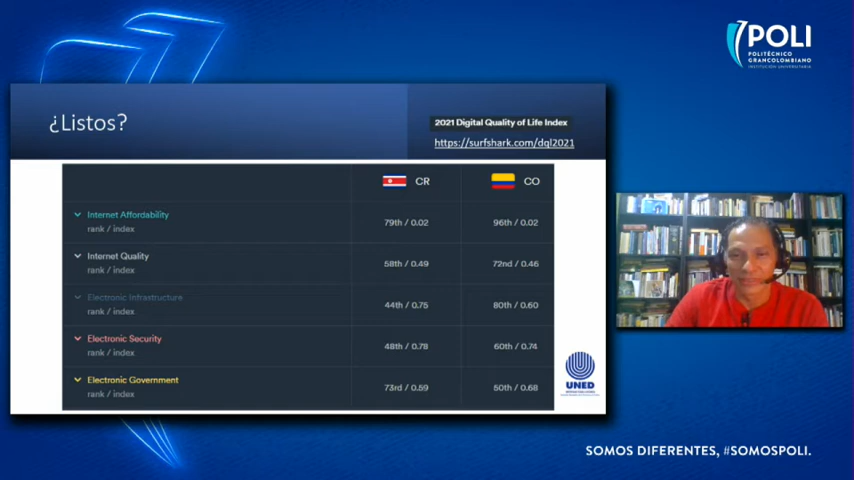 POLI
POLITÉCNICO
GRANCOLOMBIANO
INSTITUCIÓN UNIVERSITARIA
¿Listos?
2021 Digital Quality of Life Index
https://surfshark.com/dql2021
CR CO
Internet Affordability
rank / index
79th / 0.02 96th / 0.02
Internet Quality
rank / index
58th / 0.49 72nd / 0.46
Electronic Infrastructure
rank / index
44th / 0.75 80th / 0.60
Electronic Security
rank / index
48th / 0.78 60th / 0.74
Electronic Government
rank / index
73rd / 0.59 50th / 0.68
UNED
SOMOS DIFERENTES, #SOMOSPOLI.